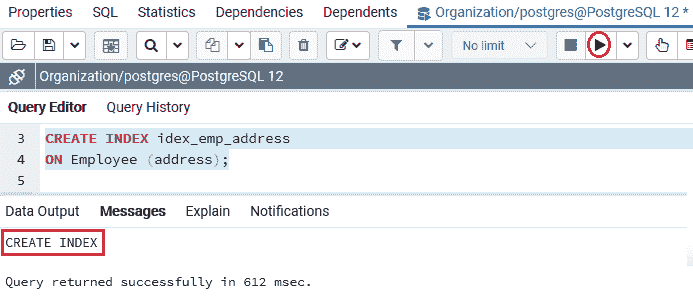 Properties SQL Statistics Dependencies Dependents Organization/postgres@PostgreSQL 12 *
No limit
Organization/postgres@PostgreSQL 12
Query Editor Query History
3 CREATE INDEX idex_emp_address
4 ON Employee (address);
5
Data Output Messages Explain Notifications
CREATE INDEX
Query returned successfully in 612 msec.